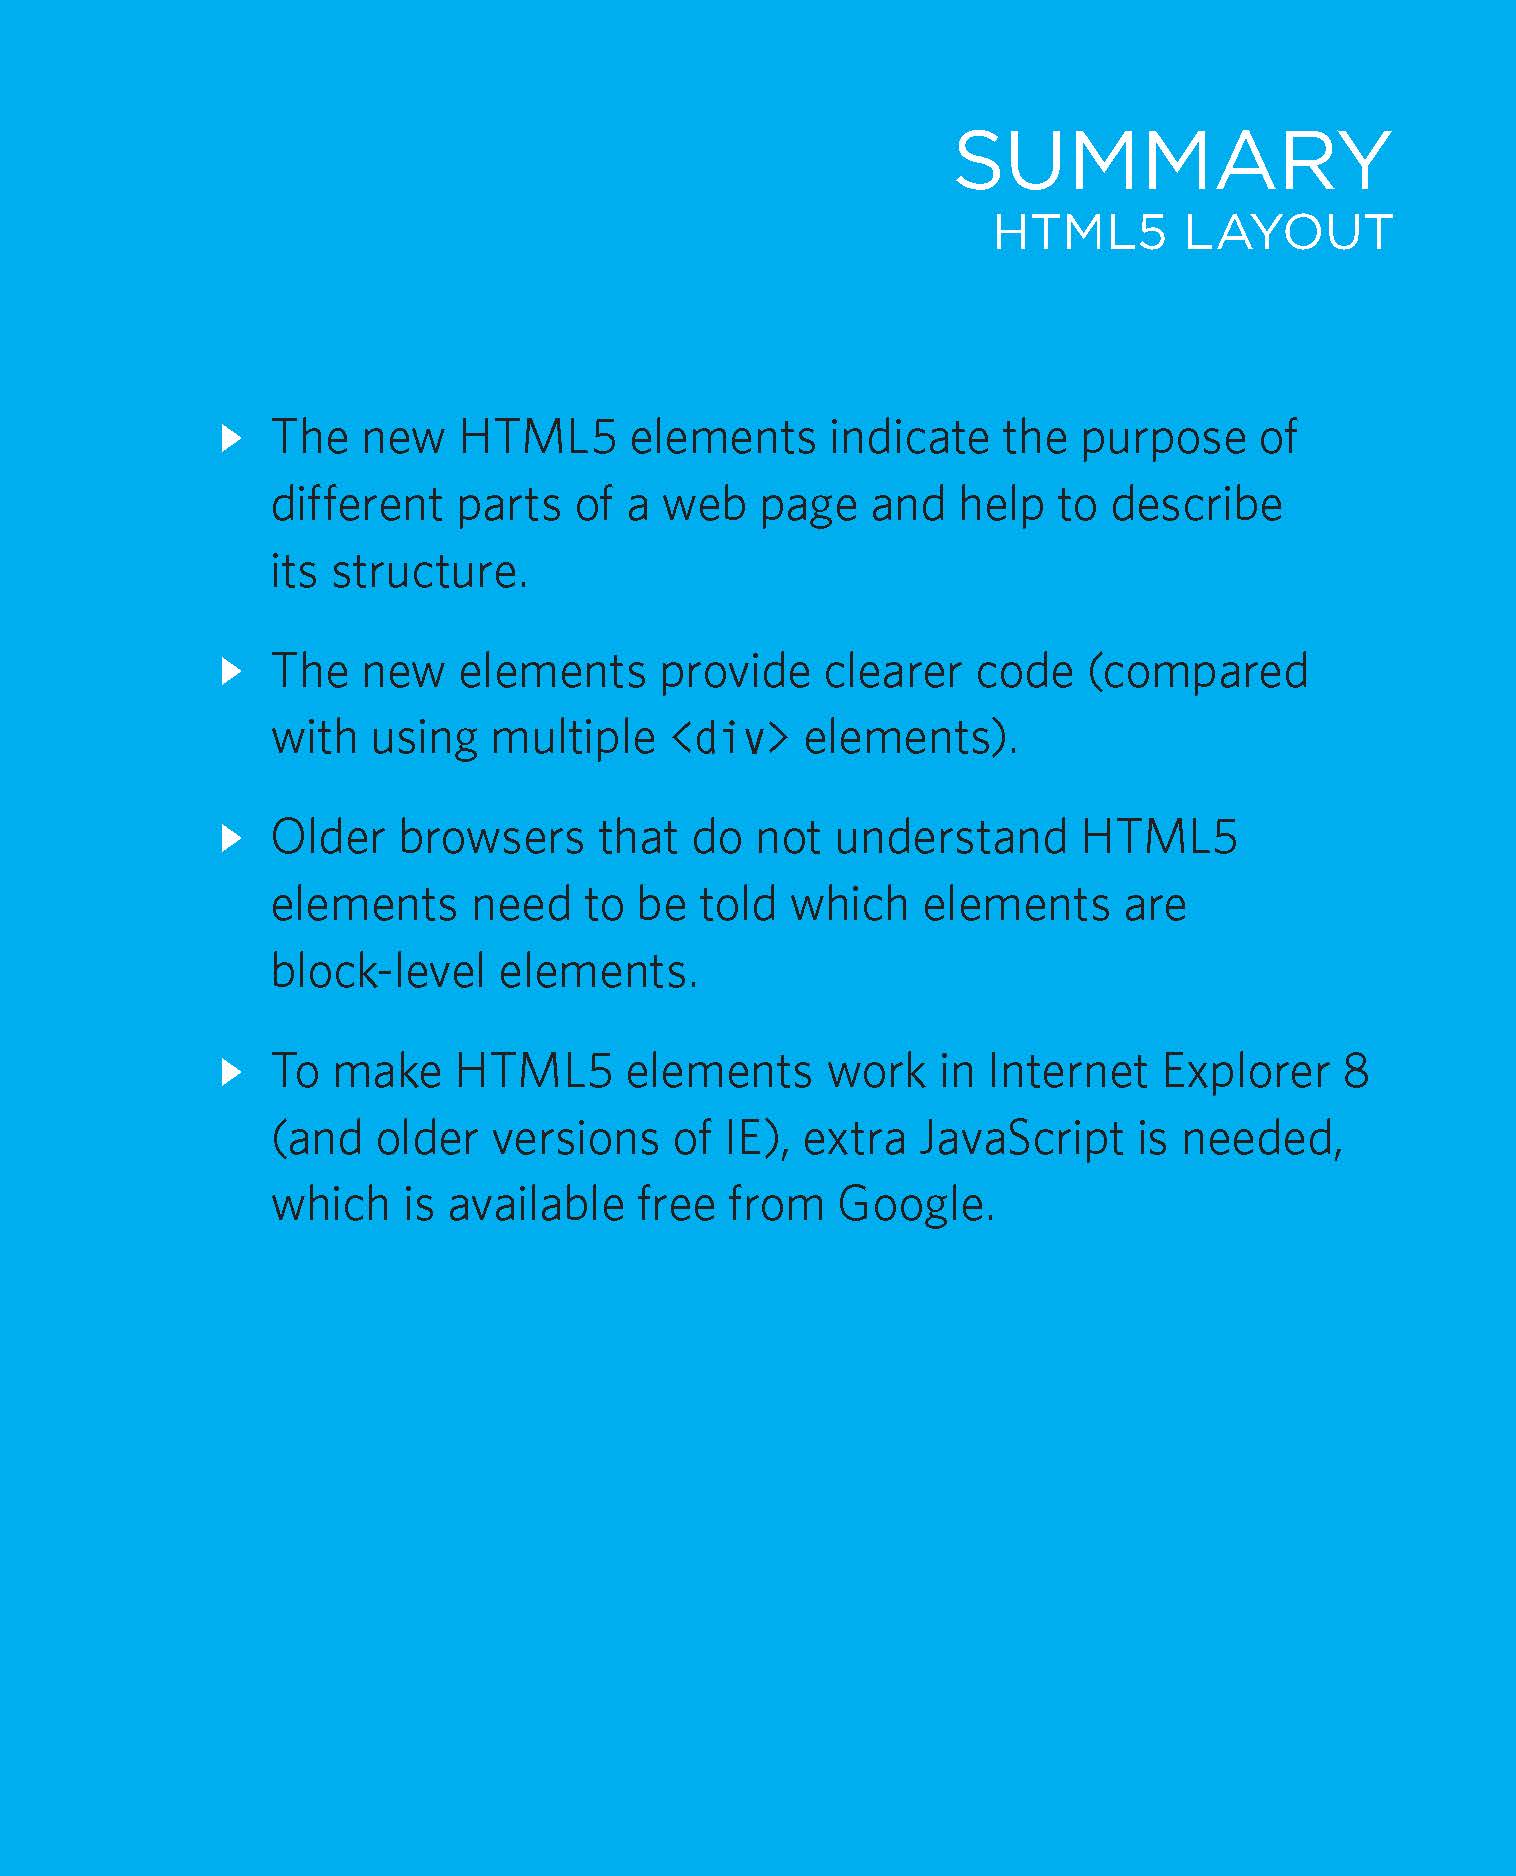 SUMMARY
HTML5 LAYOUT
The new HTML5 elements indicate the purpose of
different parts of a web page and help to describe
its structure.
The new elements provide clearer code (compared
with using multiple <div> elements).
Older browsers that do not understand HTML5
elements need to be told which elements are
block-level elements.
To make HTML5 elements work in Internet Explorer 8
(and older versions of IE), extra JavaScript is needed,
which is available free from Google.